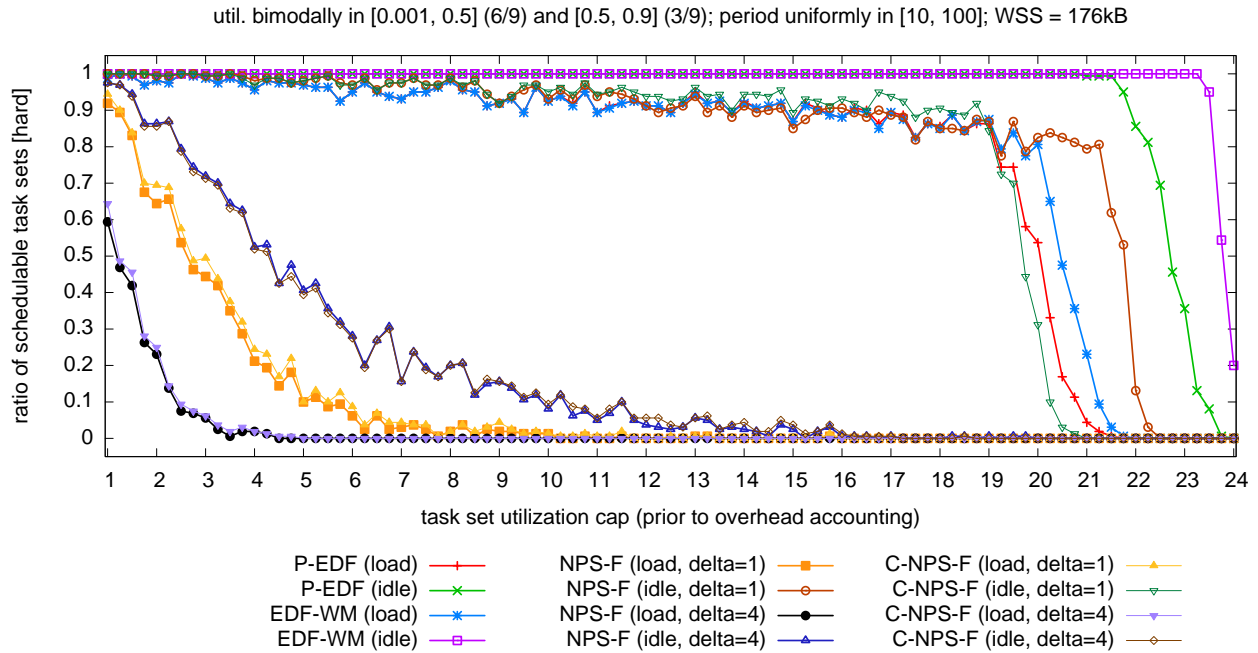 util. bimodally in [0.001, 0.5] (6/9) and [0.5, 0.9] (3/9); period uniformly in [10, 100]; WSS = 176kB
ratio of schedulable task sets [hard]
1
0.9
0.8
0.7
0.6
0.5
0.4
0.3
0.2
0.1
0
1 2 3 4 5 6 7 8 9 10 11 12 13 14 15 16 17 18 19 20 21 22 23 24
task set utilization cap (prior to overhead accounting)
P-EDF (load) NPS-F (load, delta=1) C-NPS-F (load, delta=1)
P-EDF (idle) NPS-F (idle, delta=1) C-NPS-F (idle, delta=1)
EDF-WM (load) NPS-F (load, delta=4) C-NPS-F (load, delta=4)
EDF-WM (idle) NPS-F (idle, delta=4) C-NPS-F (idle, delta=4)